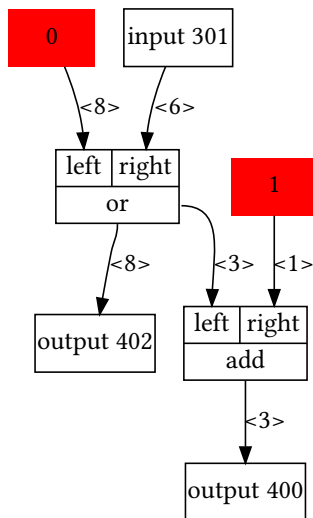 0 input 301
<8> <6>
left right
or
1
<8> <3> <1>
output 402
left right
add
<3>
output 400